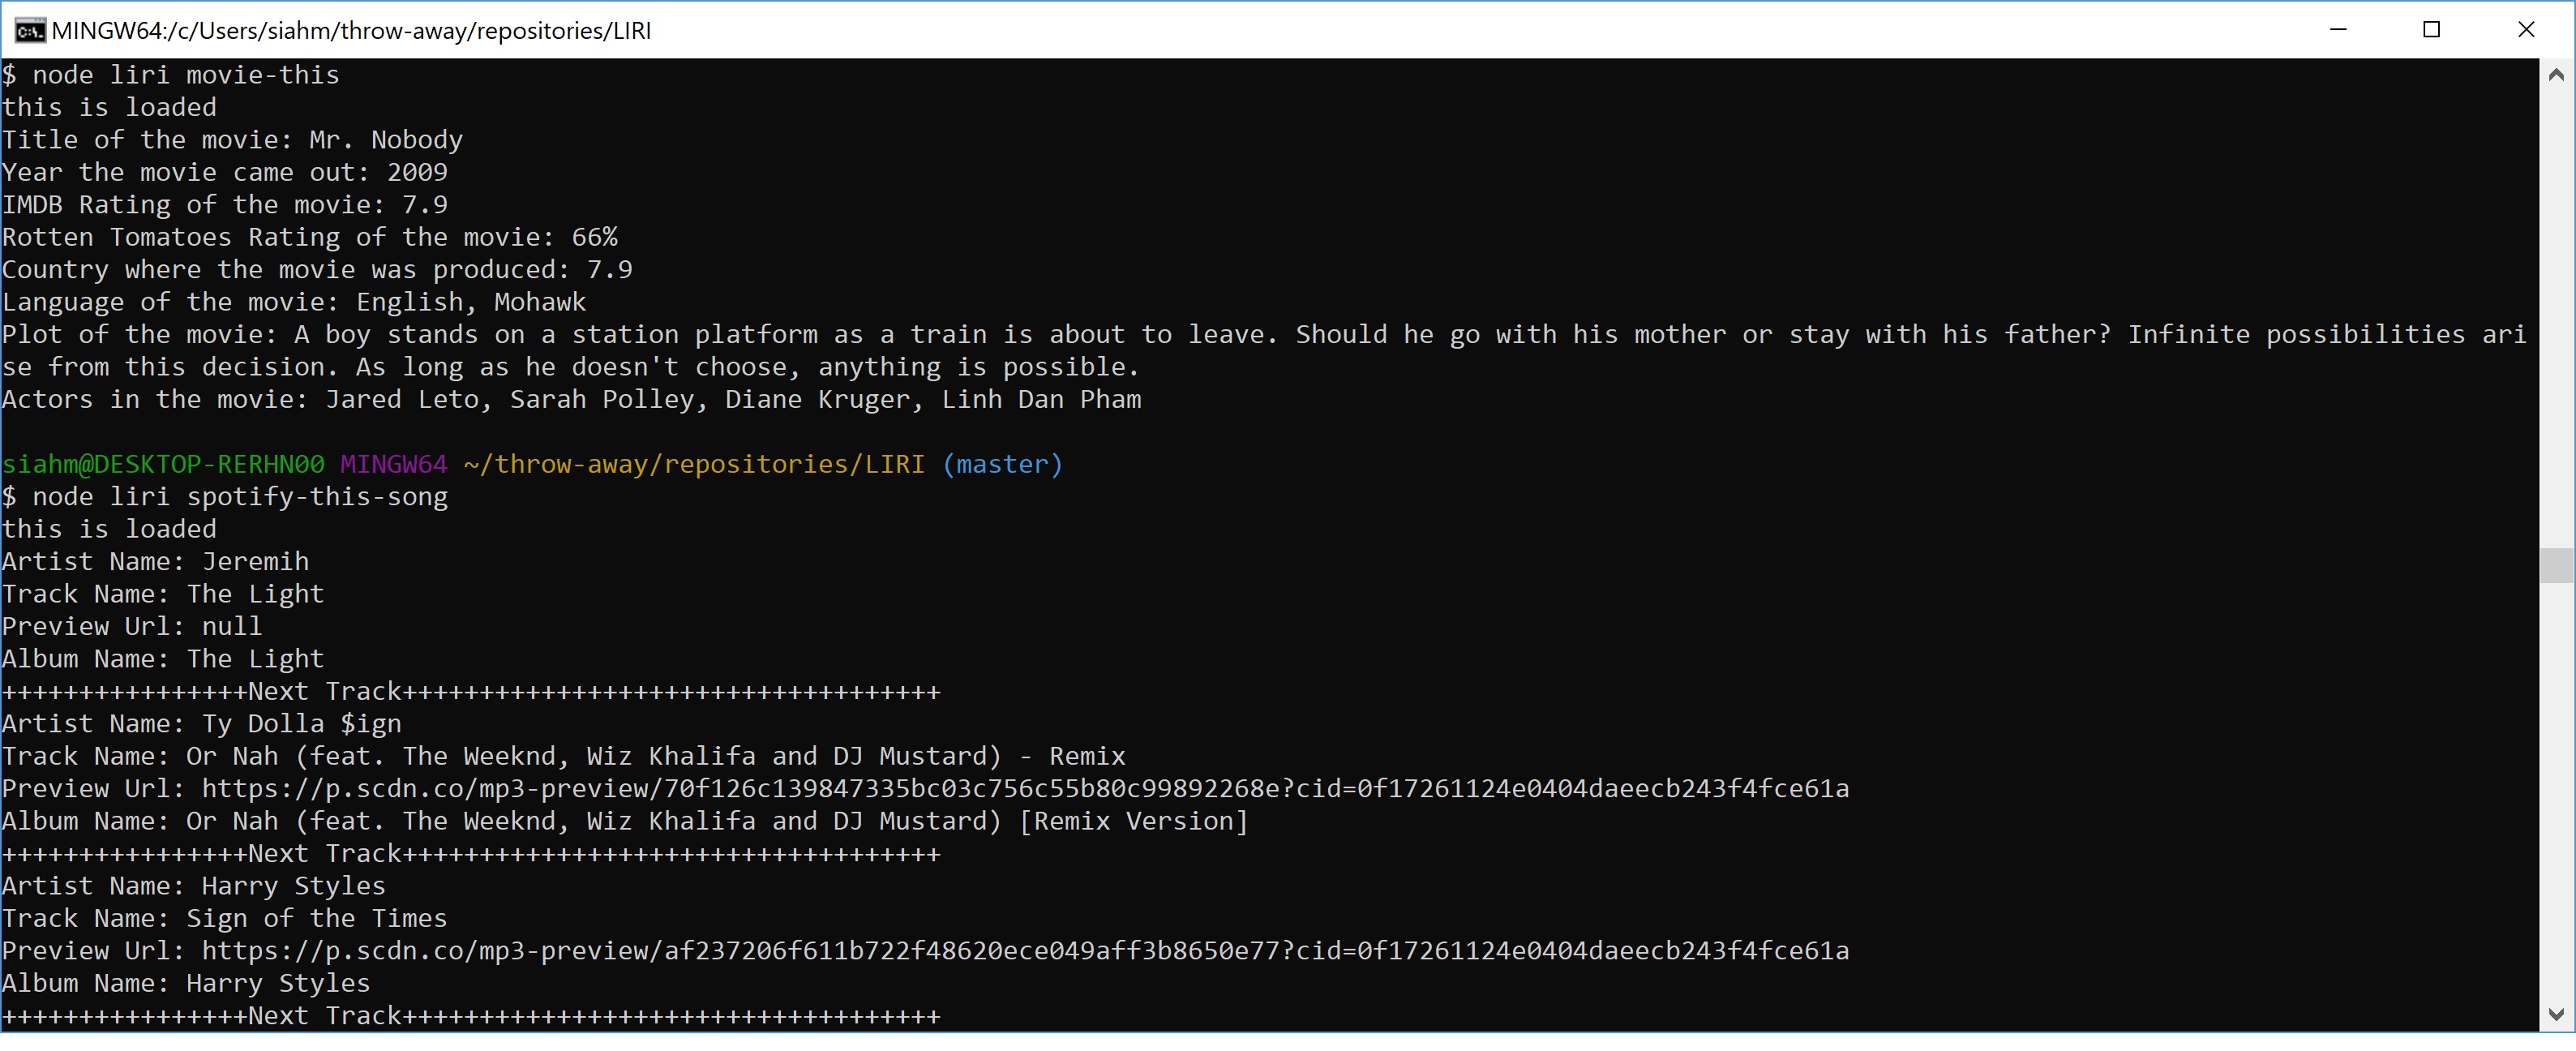 MINGW64:/c/Users/siahm/throw-away/repositories/LIRI
$ node liri movie-this
this is loaded
Title of the movie: Mr. Nobody
Year the movie came out: 2009
IMDB Rating of the movie: 7.9
Rotten Tomatoes Rating of the movie: 66%
Country where the movie was produced: 7.9
Language of the movie: English, Mohawk
Plot of the movie: A boy stands on a station platform as a train is about to leave. Should he go with his mother or stay with his father? Infinite possibilities ari
se from this decision. As long as he doesn't choose, anything is possible.
Actors in the movie: Jared Leto, Sarah Polley, Diane Kruger, Linh Dan Pham
siahm@DESKTOP-RERHN00 MINGW64 ~/throw-away/repositories/LIRI (master)
$ node liri spotify-this-song
this is loaded
Artist Name: Jeremih
Track Name: The Light
Preview Url: null
Album Name: The Light
++++++++++++++++Next Track+++++++++++++++++++++++++++++++++++
Artist Name: Ty Dolla $ign
Track Name: Or Nah (feat. The Weeknd, Wiz Khalifa and DJ Mustard) - Remix
Preview Url: https://p.scdn.co/mp3-preview/70f126c139847335bc03c756c55b80c99892268e?cid=0f17261124e0404daeecb243f4fce61a
Album Name: Or Nah (feat. The Weeknd, Wiz Khalifa and DJ Mustard) [Remix Version]
++++++++++++++++Next Track+++++++++++++++++++++++++++++++++++
Artist Name: Harry Styles
Track Name: Sign of the Times
Preview Url: https://p.scdn.co/mp3-preview/af237206f611b722f48620ece049aff3b8650e77?cid=0f17261124e0404daeecb243f4fce61a
Album Name: Harry Styles
++++++++++++++++Next Track+++++++++++++++++++++++++++++++++++